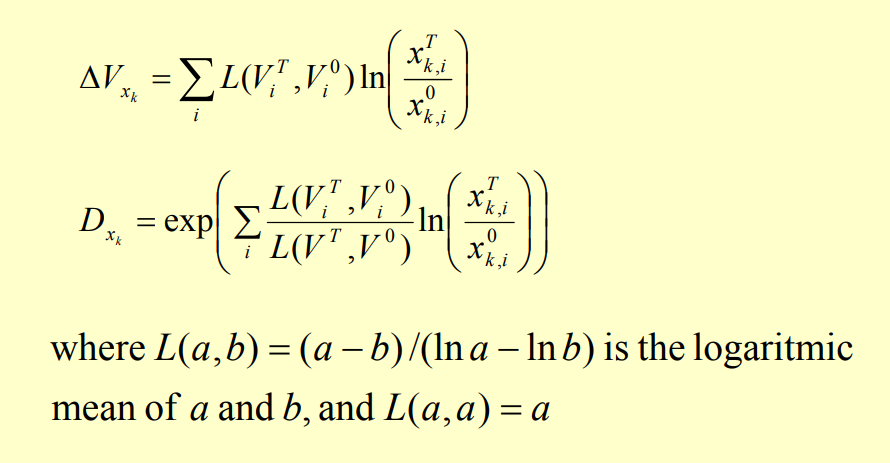 ΔV_{x_k} = ∑_i L(V_i^T, V_i^0) ln(x_{k,i}^T / x_{k,i}^0)
D_{x_k} = exp(∑_i L(V_i^T, V_i^0) / L(V^T, V^0) ln(x_{k,i}^T / x_{k,i}^0))
where L(a,b) = (a – b)/(ln a – ln b) is the logaritmic
mean of a and b, and L(a,a) = a